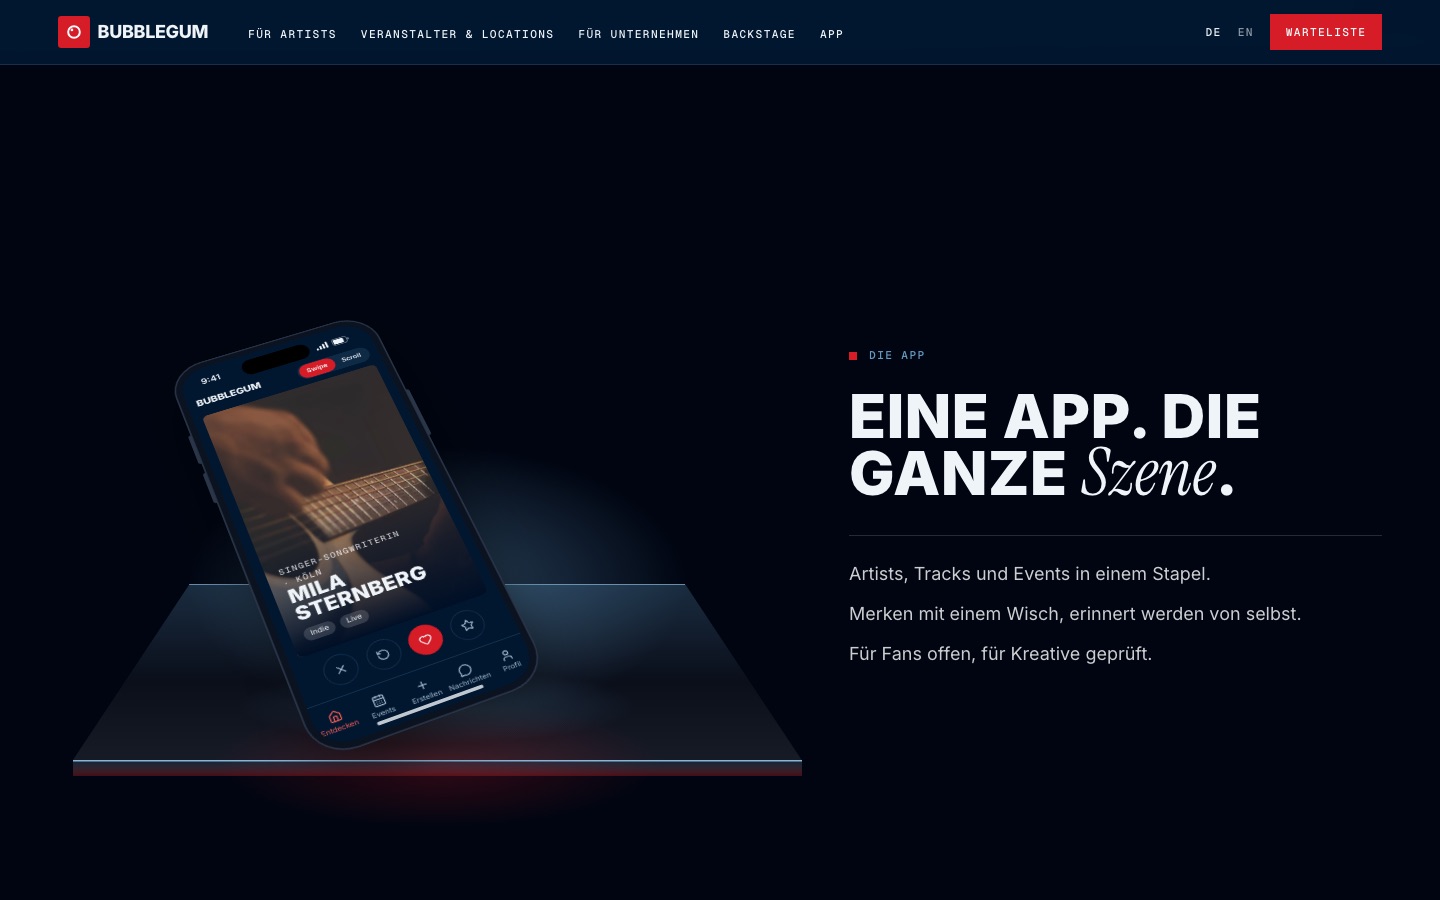 BUBBLEGUM
FÜR ARTISTS
VERANSTALTER & LOCATIONS
FÜR UNTERNEHMEN
BACKSTAGE
APP
DE
EN
WARTELISTE
9:41
BUBBLEGUM
Swipe
Scroll
SINGER-SONGWRITERIN
· KÖLN
MILA
STERNBERG
Indie
Live
Entdecken
Events
Erstellen
Nachrichten
Profil
DIE APP
EINE APP. DIE
GANZE Szene.
Artists, Tracks und Events in einem Stapel.
Merken mit einem Wisch, erinnert werden von selbst.
Für Fans offen, für Kreative geprüft.